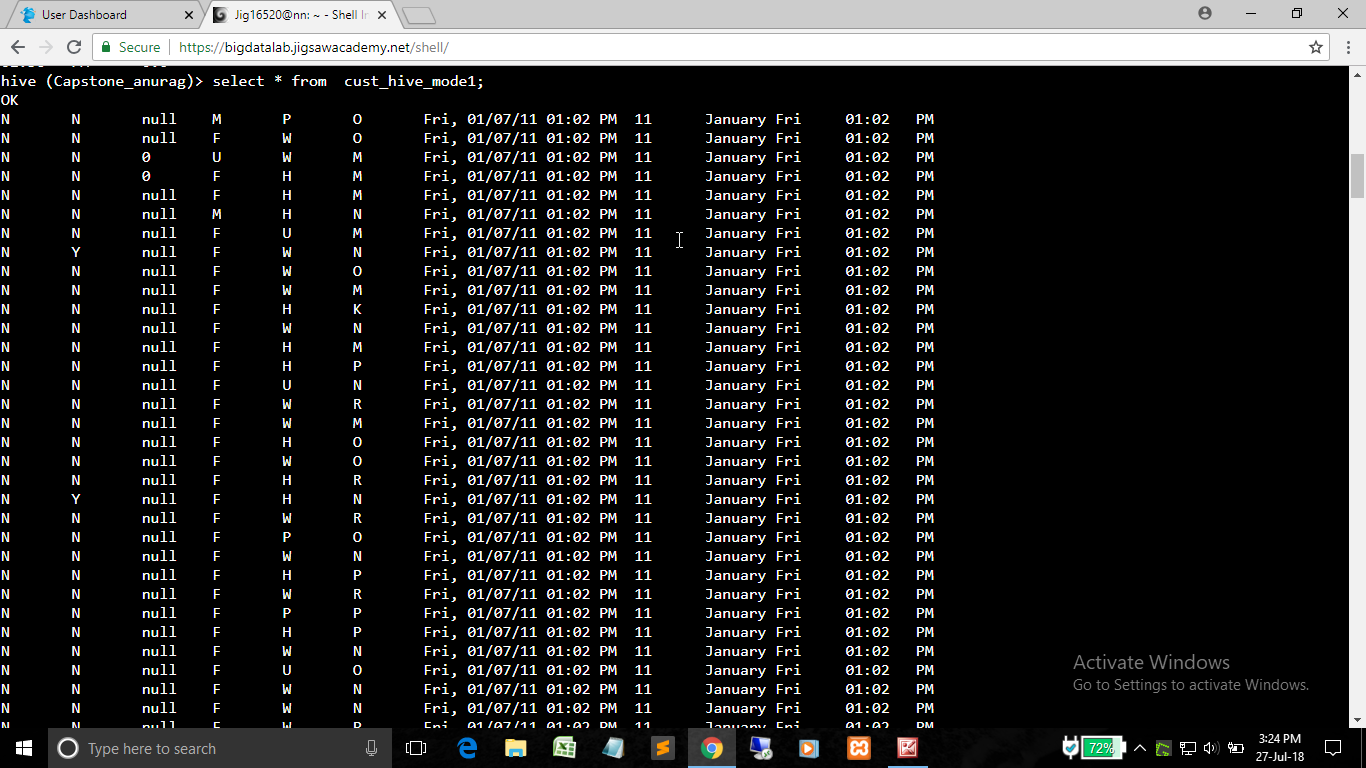 User Dashboard
Jig16520@nn: ~ - Shell In
Secure https://bigdatalab.jigsawacademy.net/shell/
hive (Capstone_anurag)> select * from cust_hive_mode1;
OK
N N null M P O Fri, 01/07/11 01:02 PM 11 January Fri 01:02 PM
N N null F W O Fri, 01/07/11 01:02 PM 11 January Fri 01:02 PM
N N 0 U W M Fri, 01/07/11 01:02 PM 11 January Fri 01:02 PM
N N 0 F H M Fri, 01/07/11 01:02 PM 11 January Fri 01:02 PM
N N null F H M Fri, 01/07/11 01:02 PM 11 January Fri 01:02 PM
N N null M H N Fri, 01/07/11 01:02 PM 11 January Fri 01:02 PM
N N null F U M Fri, 01/07/11 01:02 PM 11 January Fri 01:02 PM
N Y null F W N Fri, 01/07/11 01:02 PM 11 January Fri 01:02 PM
N N null F W O Fri, 01/07/11 01:02 PM 11 January Fri 01:02 PM
N N null F W M Fri, 01/07/11 01:02 PM 11 January Fri 01:02 PM
N N null F H K Fri, 01/07/11 01:02 PM 11 January Fri 01:02 PM
N N null F W N Fri, 01/07/11 01:02 PM 11 January Fri 01:02 PM
N N null F H M Fri, 01/07/11 01:02 PM 11 January Fri 01:02 PM
N N null F H P Fri, 01/07/11 01:02 PM 11 January Fri 01:02 PM
N N null F U N Fri, 01/07/11 01:02 PM 11 January Fri 01:02 PM
N N null F W R Fri, 01/07/11 01:02 PM 11 January Fri 01:02 PM
N N null F W M Fri, 01/07/11 01:02 PM 11 January Fri 01:02 PM
N N null F H O Fri, 01/07/11 01:02 PM 11 January Fri 01:02 PM
N N null F W O Fri, 01/07/11 01:02 PM 11 January Fri 01:02 PM
N N null F H R Fri, 01/07/11 01:02 PM 11 January Fri 01:02 PM
N Y null F H N Fri, 01/07/11 01:02 PM 11 January Fri 01:02 PM
N N null F W R Fri, 01/07/11 01:02 PM 11 January Fri 01:02 PM
N N null F P O Fri, 01/07/11 01:02 PM 11 January Fri 01:02 PM
N N null F W N Fri, 01/07/11 01:02 PM 11 January Fri 01:02 PM
N N null F H P Fri, 01/07/11 01:02 PM 11 January Fri 01:02 PM
N N null F W R Fri, 01/07/11 01:02 PM 11 January Fri 01:02 PM
N N null F P P Fri, 01/07/11 01:02 PM 11 January Fri 01:02 PM
N N null F H P Fri, 01/07/11 01:02 PM 11 January Fri 01:02 PM
N N null F W N Fri, 01/07/11 01:02 PM 11 January Fri 01:02 PM
N N null F U O Fri, 01/07/11 01:02 PM 11 January Fri 01:02 PM
N N null F W N Fri, 01/07/11 01:02 PM 11 January Fri 01:02 PM
N N null F W N Fri, 01/07/11 01:02 PM 11 January Fri 01:02 PM
N N null F W Fri, 01/07/11 01:02 PM 11 January Fri 01:02 PM
Activate Windows
Go to Settings to activate Windows.
Type here to search
72%
3:24 PM
27-Jul-18